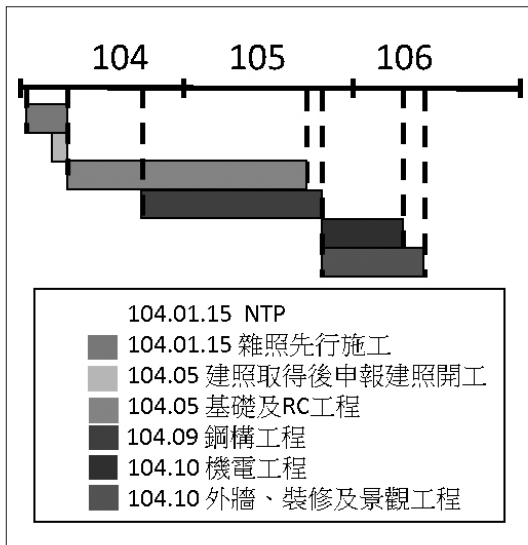 104 105 106
104.01.15 NTP
104.01.15 雜照先行施工
104.05 建照取得後申報建照開工
104.05 基礎及RC工程
104.09 鋼構工程
104.10 機電工程
104.10 外牆、裝修及景觀工程